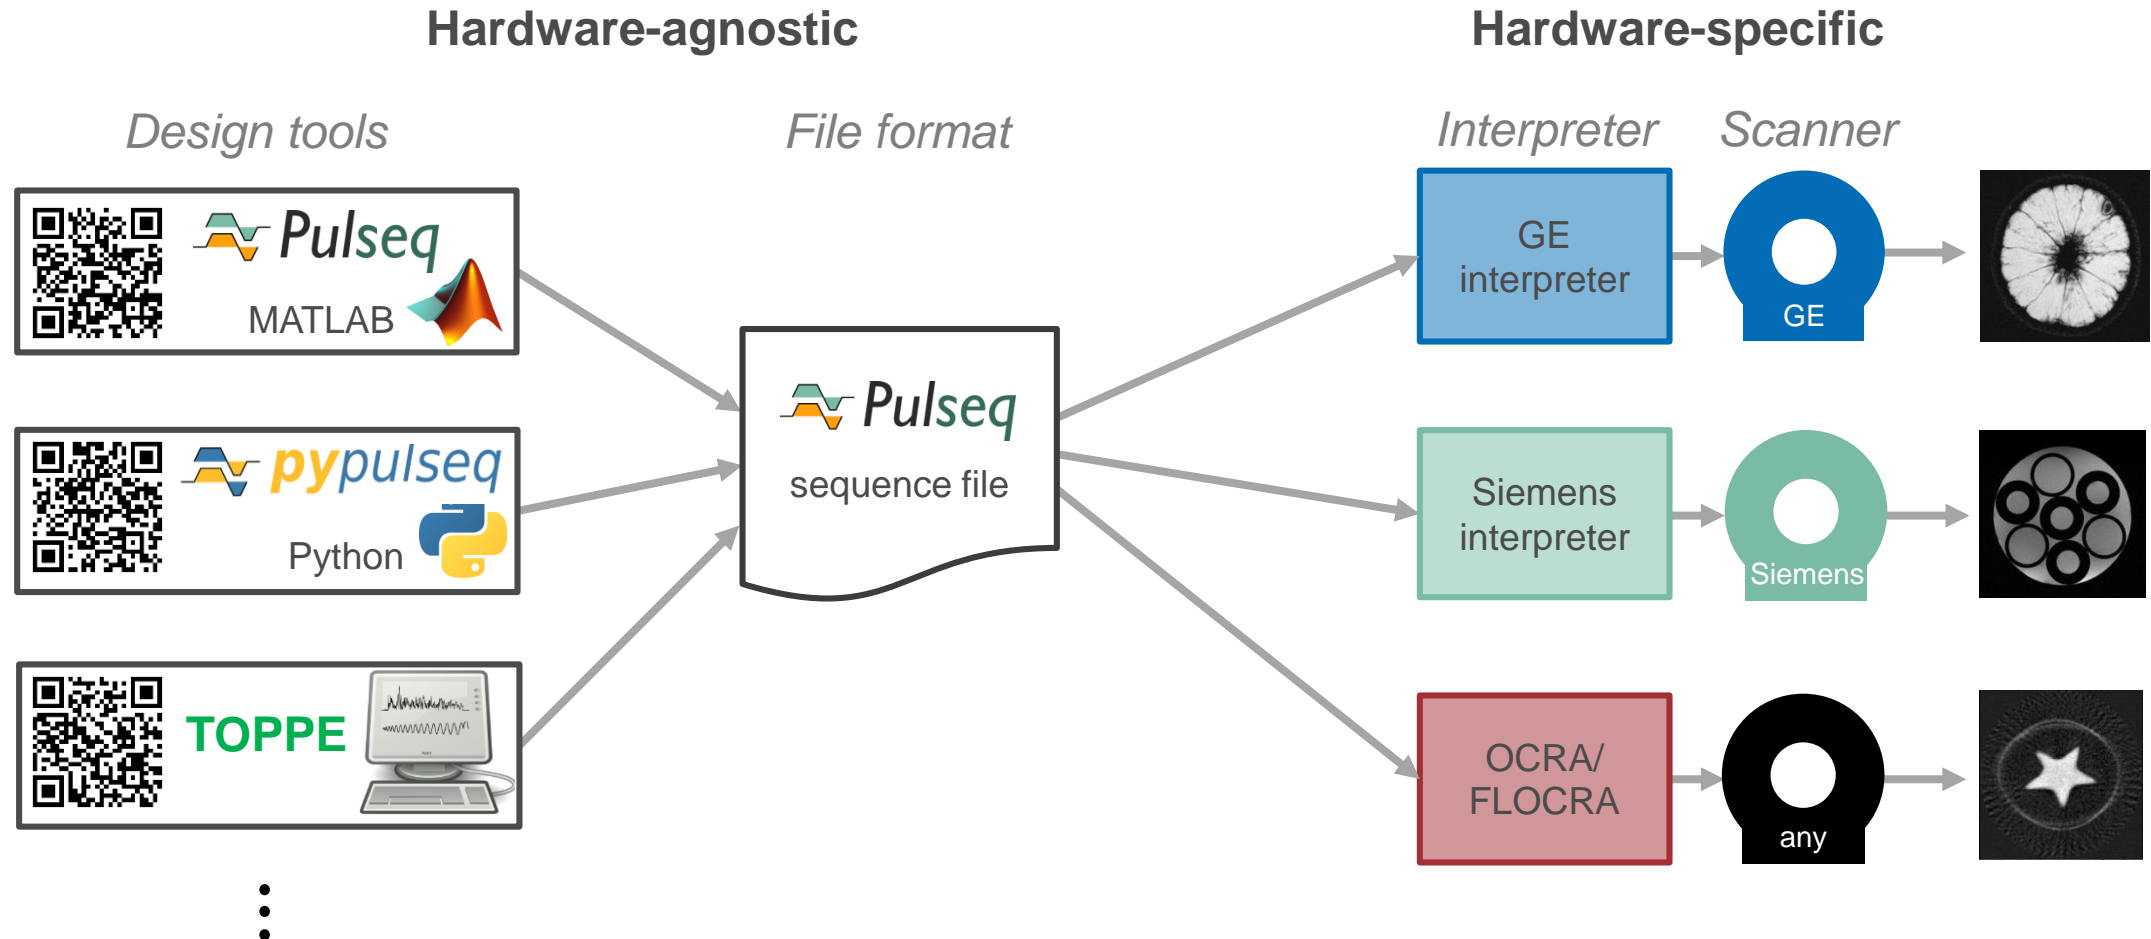 Hardware-agnostic
Hardware-specific
Design tools
File format
Interpreter
Scanner
Pulseq
MATLAB
pypulseq
Python
TOPPE
Pulseq
sequence file
GE
interpreter
GE
Siemens
interpreter
Siemens
OCRA/
FLOCRA
any